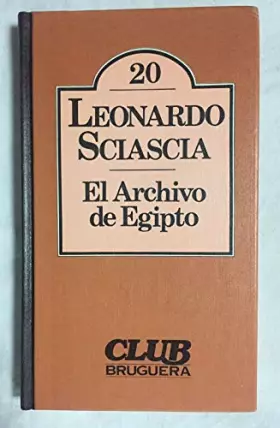 20
LEONARDO
SCIASCIA
El Archivo
de Egipto
CLUB
BRUGUERA